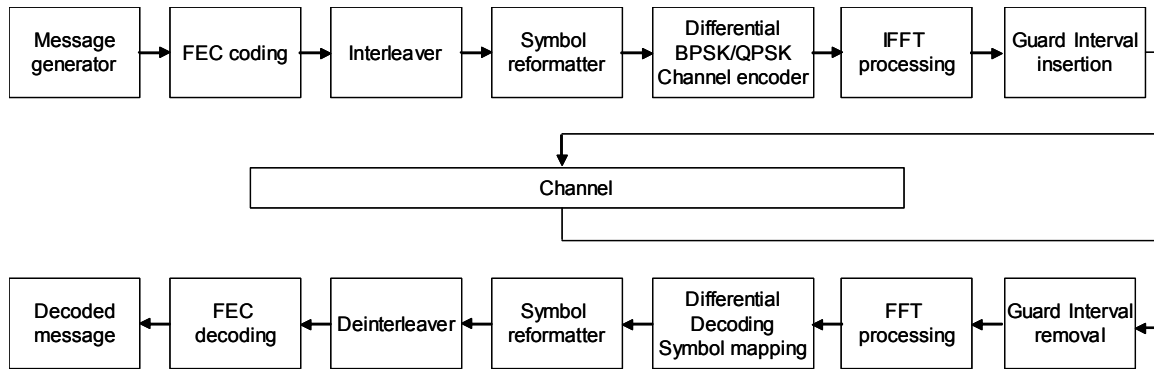 Message
generator
FEC coding
Interleaver
Symbol
reformatter
Differential
BPSK/QPSK
Channel encoder
IFFT
processing
Guard Interval
insertion
Channel
Decoded
message
FEC
decoding
Deinterleaver
Symbol
reformatter
Differential
Decoding
Symbol mapping
FFT
processing
Guard Interval
removal